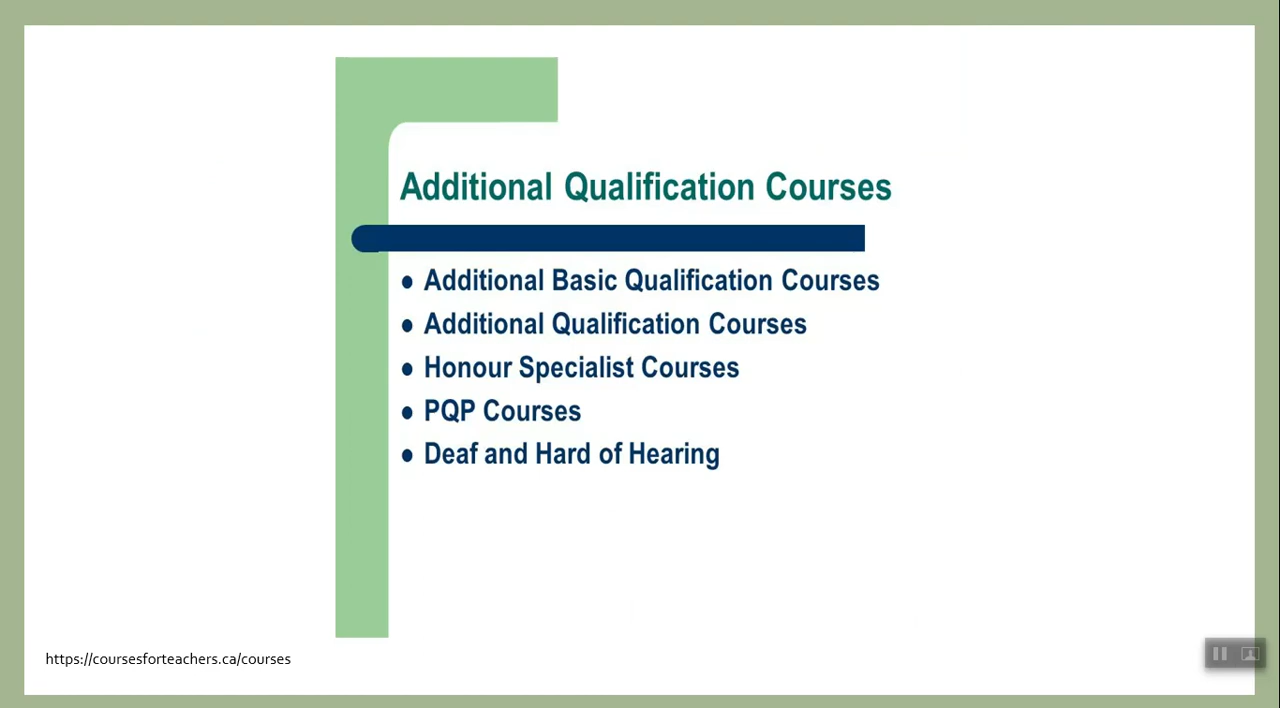 Additional Qualification Courses
● Additional Basic Qualification Courses
● Additional Qualification Courses
● Honour Specialist Courses
● PQP Courses
● Deaf and Hard of Hearing
https://coursesforteachers.ca/courses